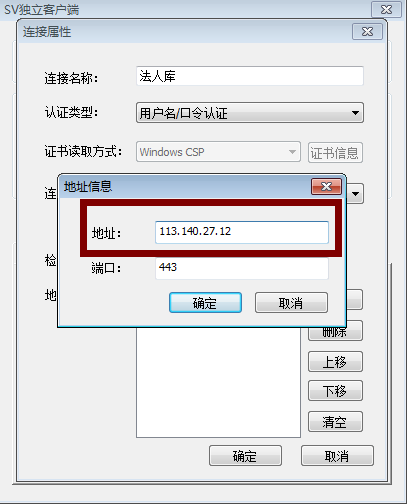 SV独立客户端
连接属性
连接名称： 法人库
认证类型： 用户名/口令认证
证书读取方式： Windows CSP 证书信息
连
地址信息
地址： 113.140.27.12
端口： 443
确定 取消
检
地
删除
上移
下移
清空
确定 取消